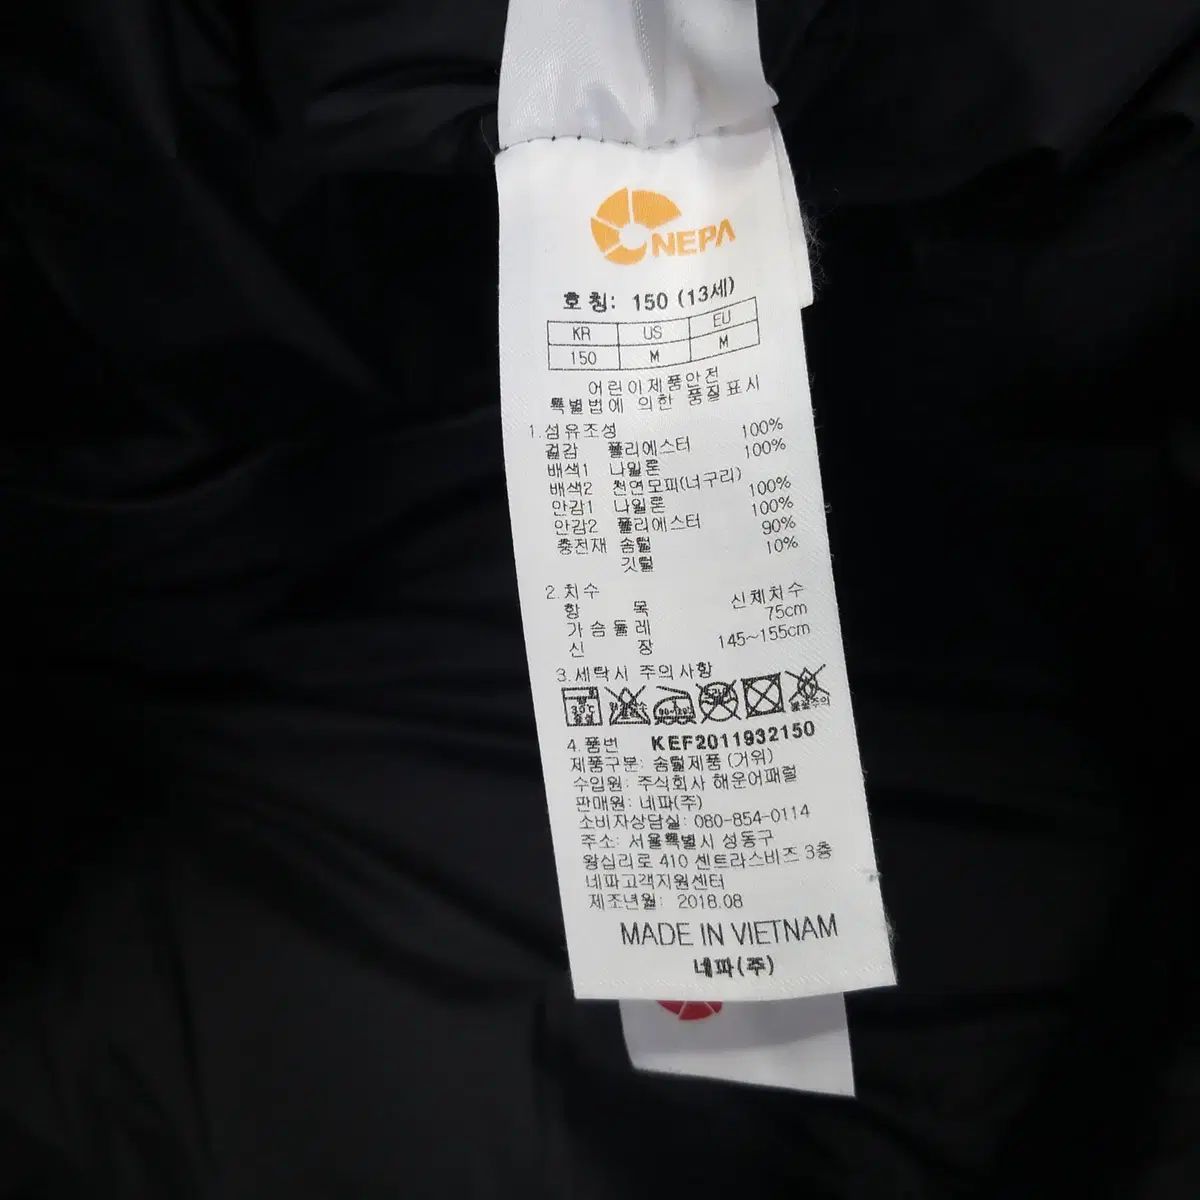 NEPA
호 칭: 150 (13세)
KR US EU
150 M M
어린이제품안전
특별법에 의한 품질표시
1.섬유조성
겉감 폴리에스터 100%
배색1 나일론 100%
배색2 천연모피(너구리)
안감1 나일론 100%
안감2 폴리에스터 100%
충전재 솜털 90%
깃털 10%
2.치수
항 목 신체치수
가슴둘레 75cm
신 장 145~155cm
3.세탁시 주의사항
30℃
불꽃주의
4.품번 KEF2011932150
제품구분: 솜털제품(거위)
수입원: 주식회사 해운어패럴
판매원: 네파(주)
소비자상담실: 080-854-0114
주소: 서울특별시 성동구
왕십리로 410 센트라스비즈 3층
네파고객지원센터
제조년월: 2018.08
MADE IN VIETNAM
네파(주)